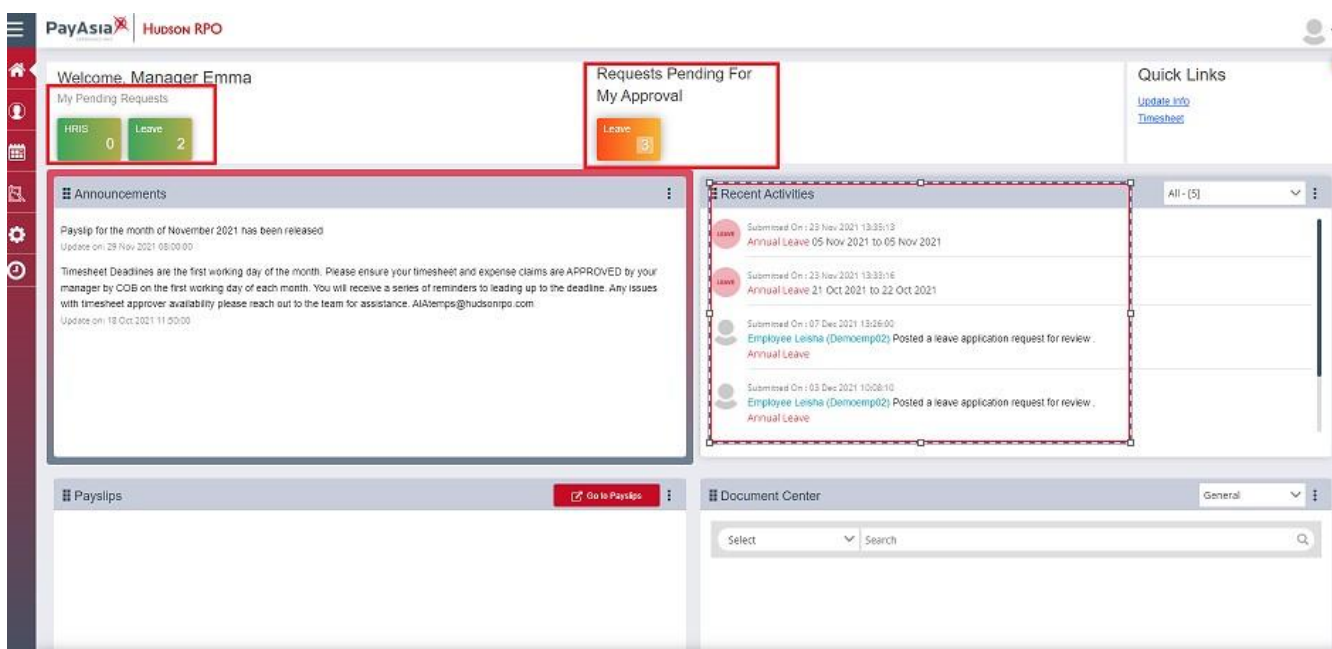 PayAsia HUDSON RPO
Welcome, Manager Emma
My Pending Requests
HRIS
0
Leave
2
Requests Pending For
My Approval
Leave
3
Quick Links
Update Info
Timesheet
Announcements
Payslip for the month of November 2021 has been released
Update on: 29 Nov 2021 08:00:00
Timesheet Deadlines are the first working day of the month. Please ensure your timesheet and expense claims are APPROVED by your
manager by COB on the first working day of each month. You will receive a series of reminders to leading up to the deadline. Any issues
with timesheet approver availability please reach out to the team for assistance. AIAtemps@hudsonrpo.com
Update on: 18 Oct 2021 11:50:00
Recent Activities
All - [5]
LEAVE
Submitted On : 23 Nov 2021 13:35:13
Annual Leave 05 Nov 2021 to 05 Nov 2021
LEAVE
Submitted On : 23 Nov 2021 13:33:16
Annual Leave 21 Oct 2021 to 22 Oct 2021
Submitted On : 07 Dec 2021 13:26:00
Employee Leisha (Demoemp02) Posted a leave application request for review .
Annual Leave
Submitted On : 03 Dec 2021 10:08:10
Employee Leisha (Demoemp02) Posted a leave application request for review .
Annual Leave
Payslips
Go to Payslips
Document Center
General
Select
Search